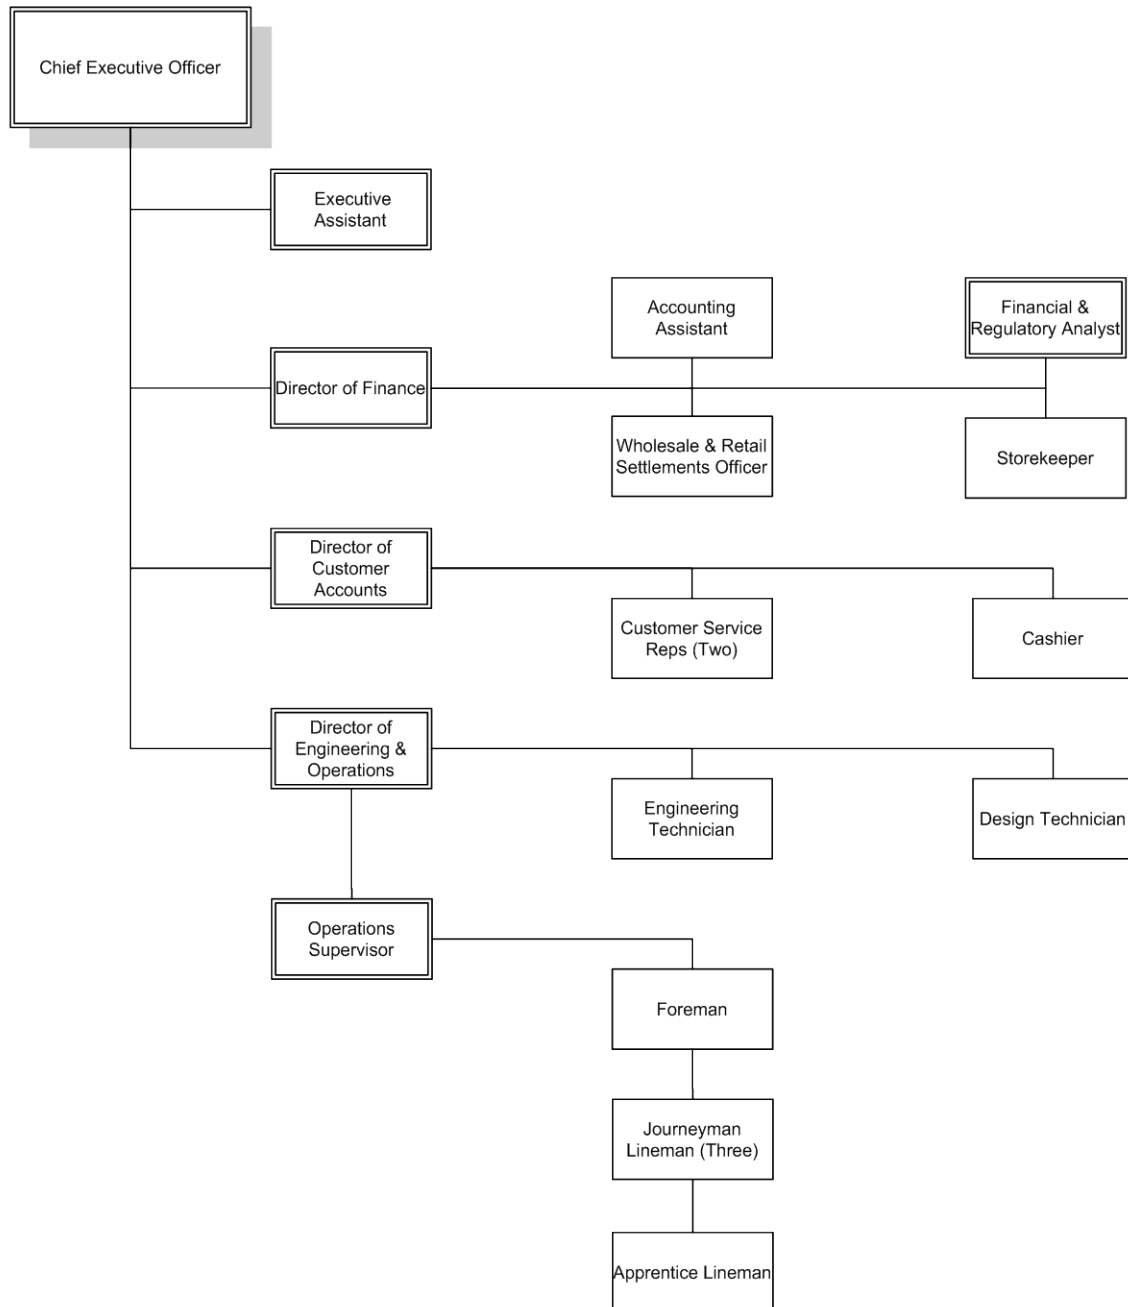 Chief Executive Officer
Executive
Assistant
Accounting
Assistant
Financial &
Regulatory Analyst
Director of Finance
Wholesale & Retail
Settlements Officer
Storekeeper
Director of
Customer
Accounts
Customer Service
Reps (Two)
Cashier
Director of
Engineering &
Operations
Engineering
Technician
Design Technician
Operations
Supervisor
Foreman
Journeyman
Lineman (Three)
Apprentice Lineman